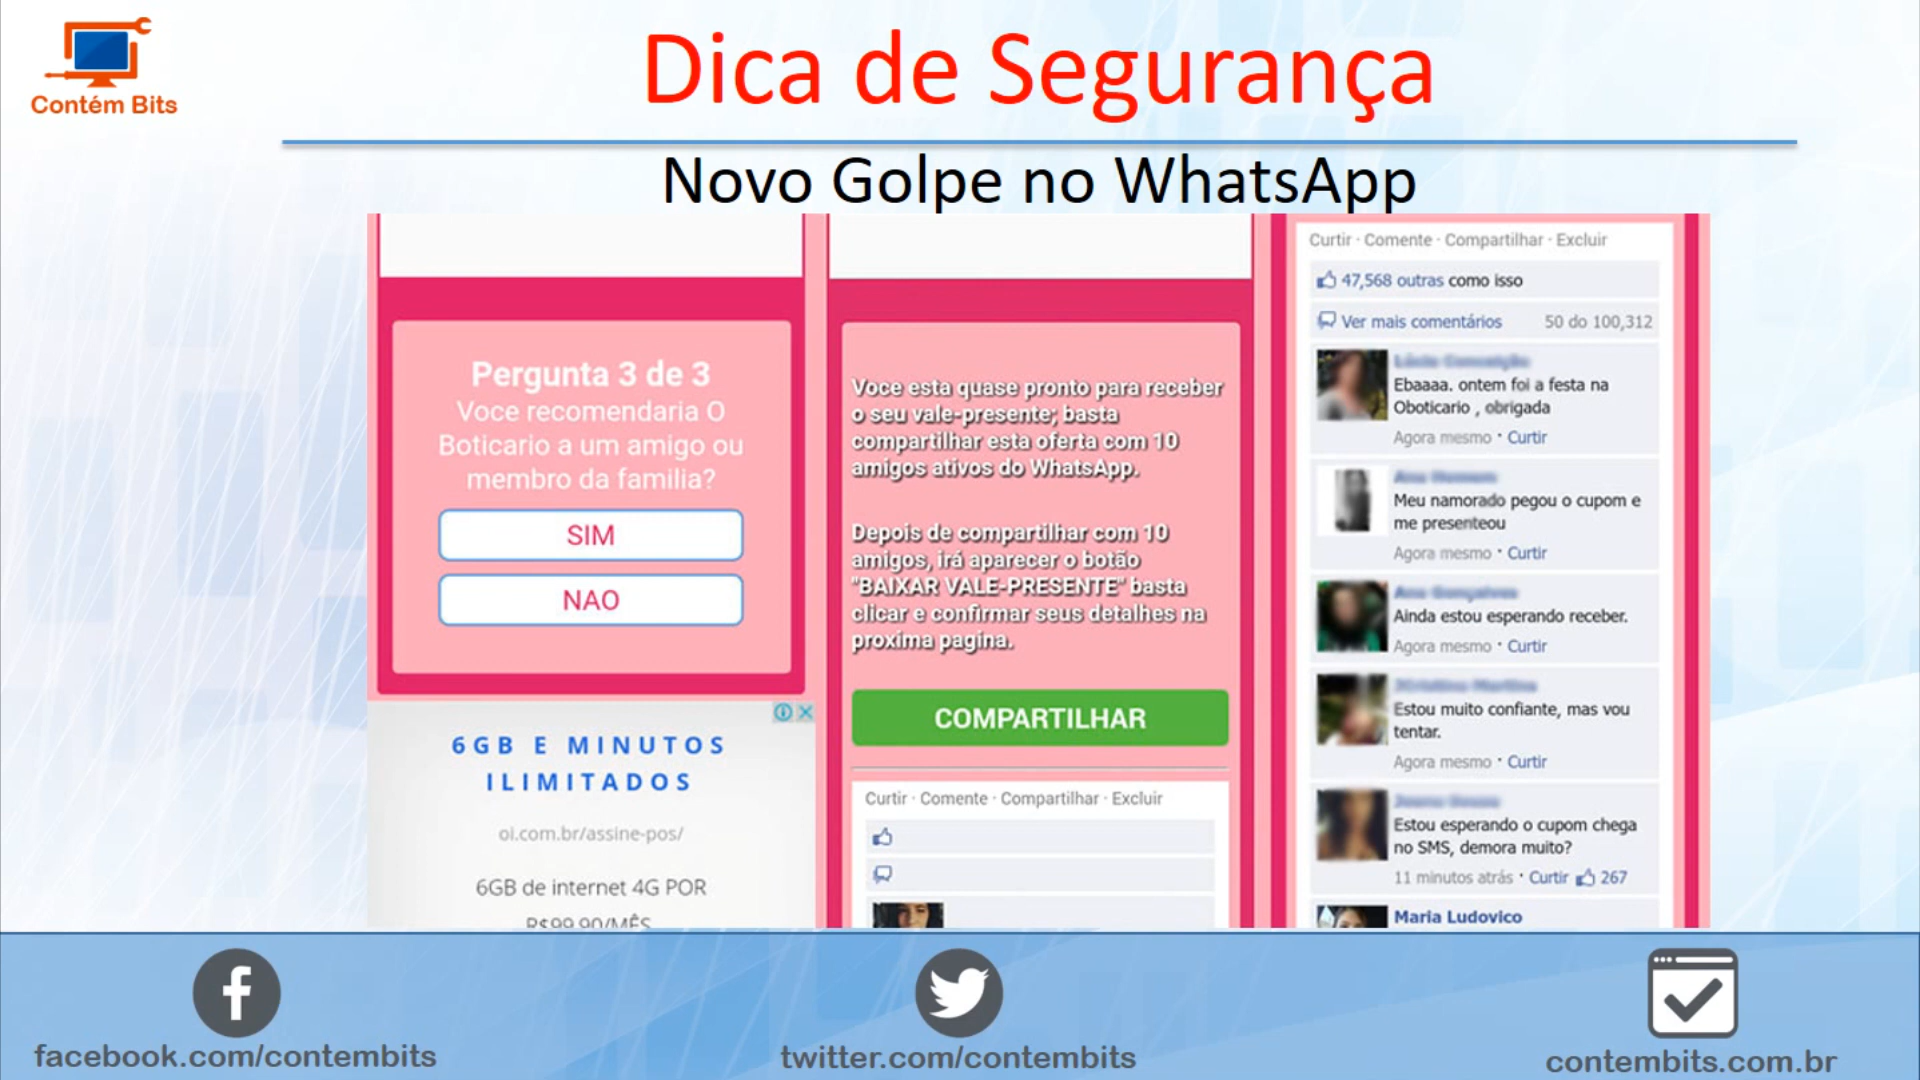 Contém Bits
Dica de Segurança
Novo Golpe no WhatsApp
Pergunta 3 de 3
Voce recomendaria O
Boticario a um amigo ou
membro da familia?
SIM
NAO
6GB E MINUTOS
ILIMITADOS
oi.com.br/assine-pos/
6GB de internet 4G POR
R$99,90/MÊS
Voce esta quase pronto para receber
o seu vale-presente; basta
compartilhar esta oferta com 10
amigos ativos do WhatsApp.
Depois de compartilhar com 10
amigos, irá aparecer o botão
"BAIXAR VALE-PRESENTE" basta
clicar e confirmar seus detalhes na
proxima pagina.
COMPARTILHAR
Curtir · Comente · Compartilhar · Excluir
Curtir · Comente · Compartilhar · Excluir
47,568 outras como isso
Ver mais comentários 50 do 100,312
Ebaaaa. ontem foi a festa na
Oboticario , obrigada
Agora mesmo · Curtir
Meu namorado pegou o cupom e
me presenteou
Agora mesmo · Curtir
Ainda estou esperando receber.
Agora mesmo · Curtir
Estou muito confiante, mas vou
tentar.
Agora mesmo · Curtir
Estou esperando o cupom chega
no SMS, demora muito?
11 minutos atrás · Curtir 267
Maria Ludovico
facebook.com/contembits
twitter.com/contembits
contembits.com.br